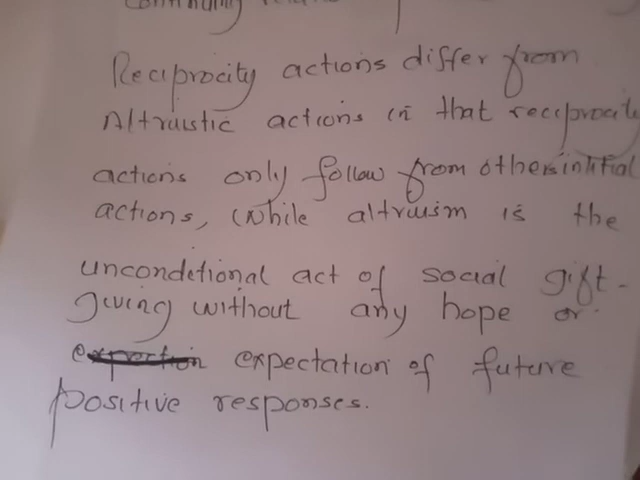 Reciprocity actions differ from
Altruistic actions in that reciprocity
actions only follow from others initial
actions, While altruism is the
unconditional act of social gift-
giving without any hope or
expectation of future
positive responses.